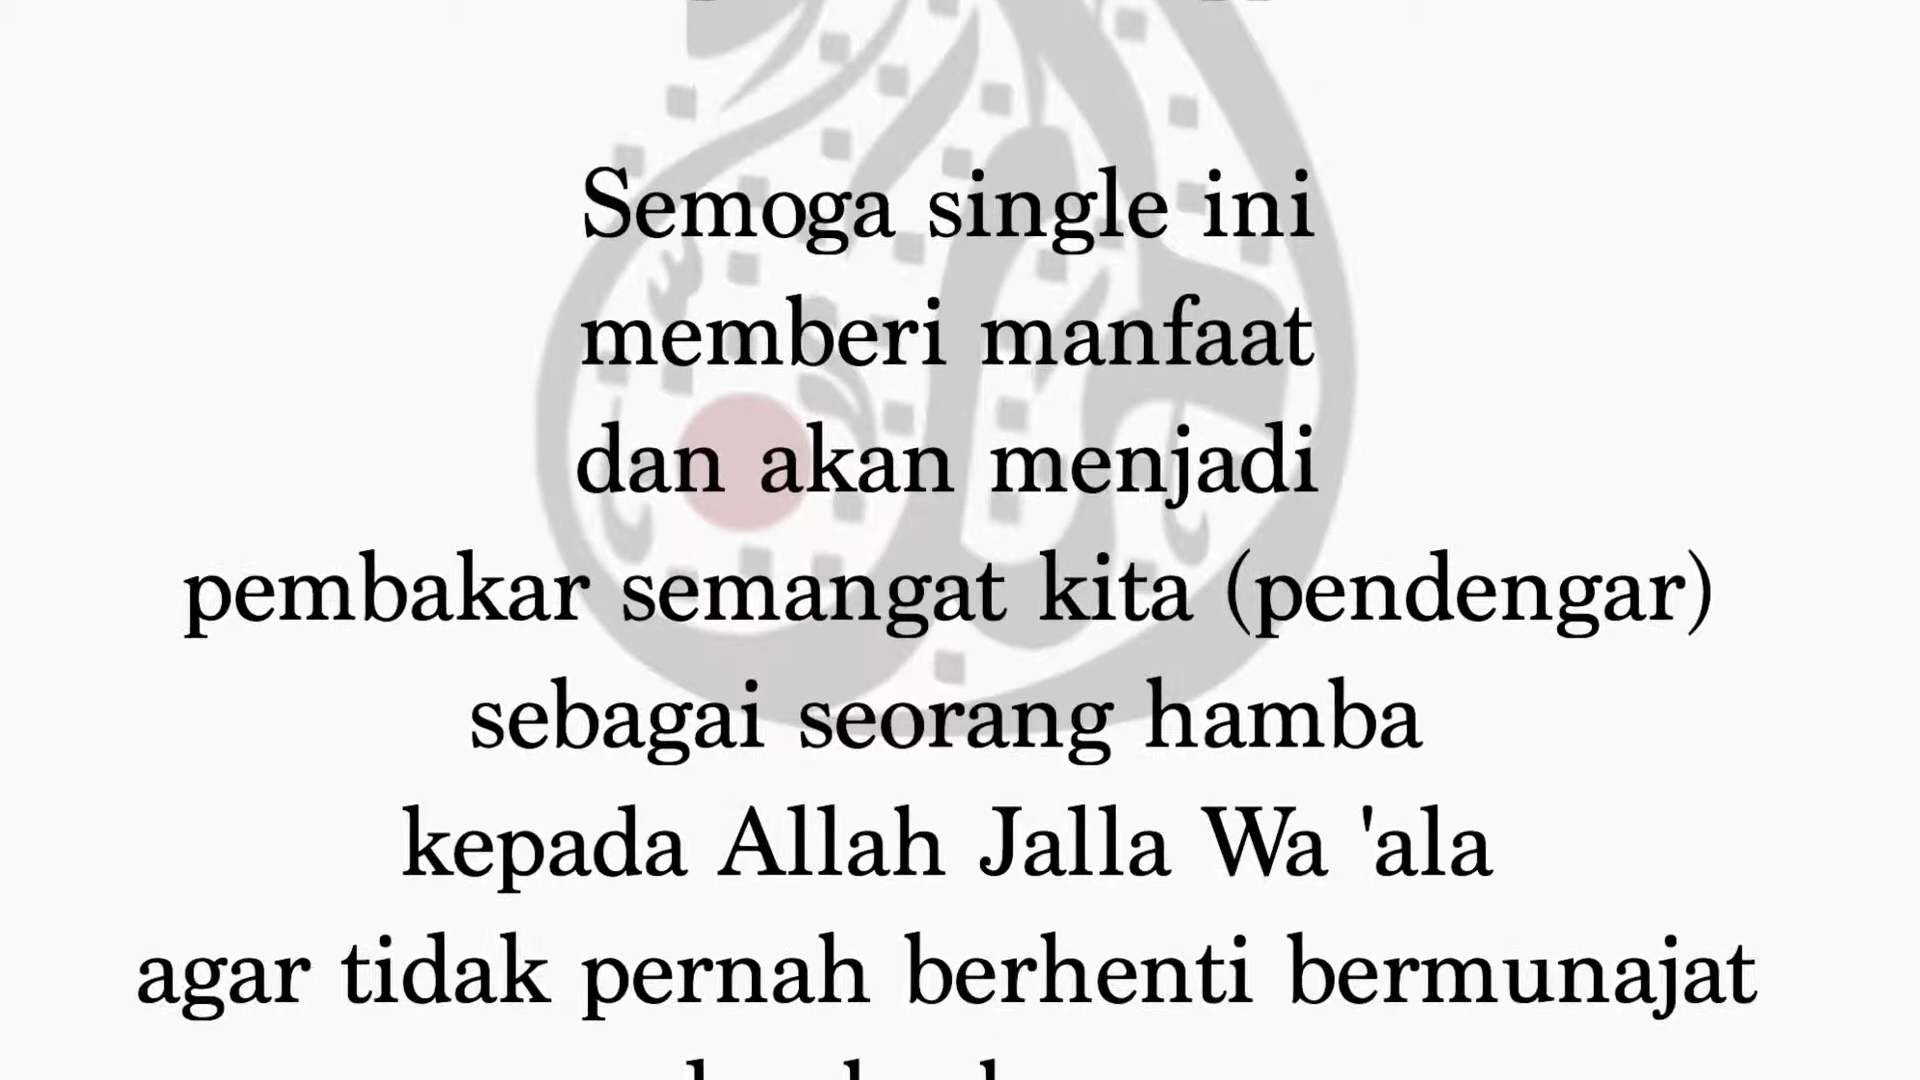 Semoga single ini
memberi manfaat
dan akan menjadi
pembakar semangat kita (pendengar)
sebagai seorang hamba
kepada Allah Jalla Wa 'ala
agar tidak pernah berhenti bermunajat